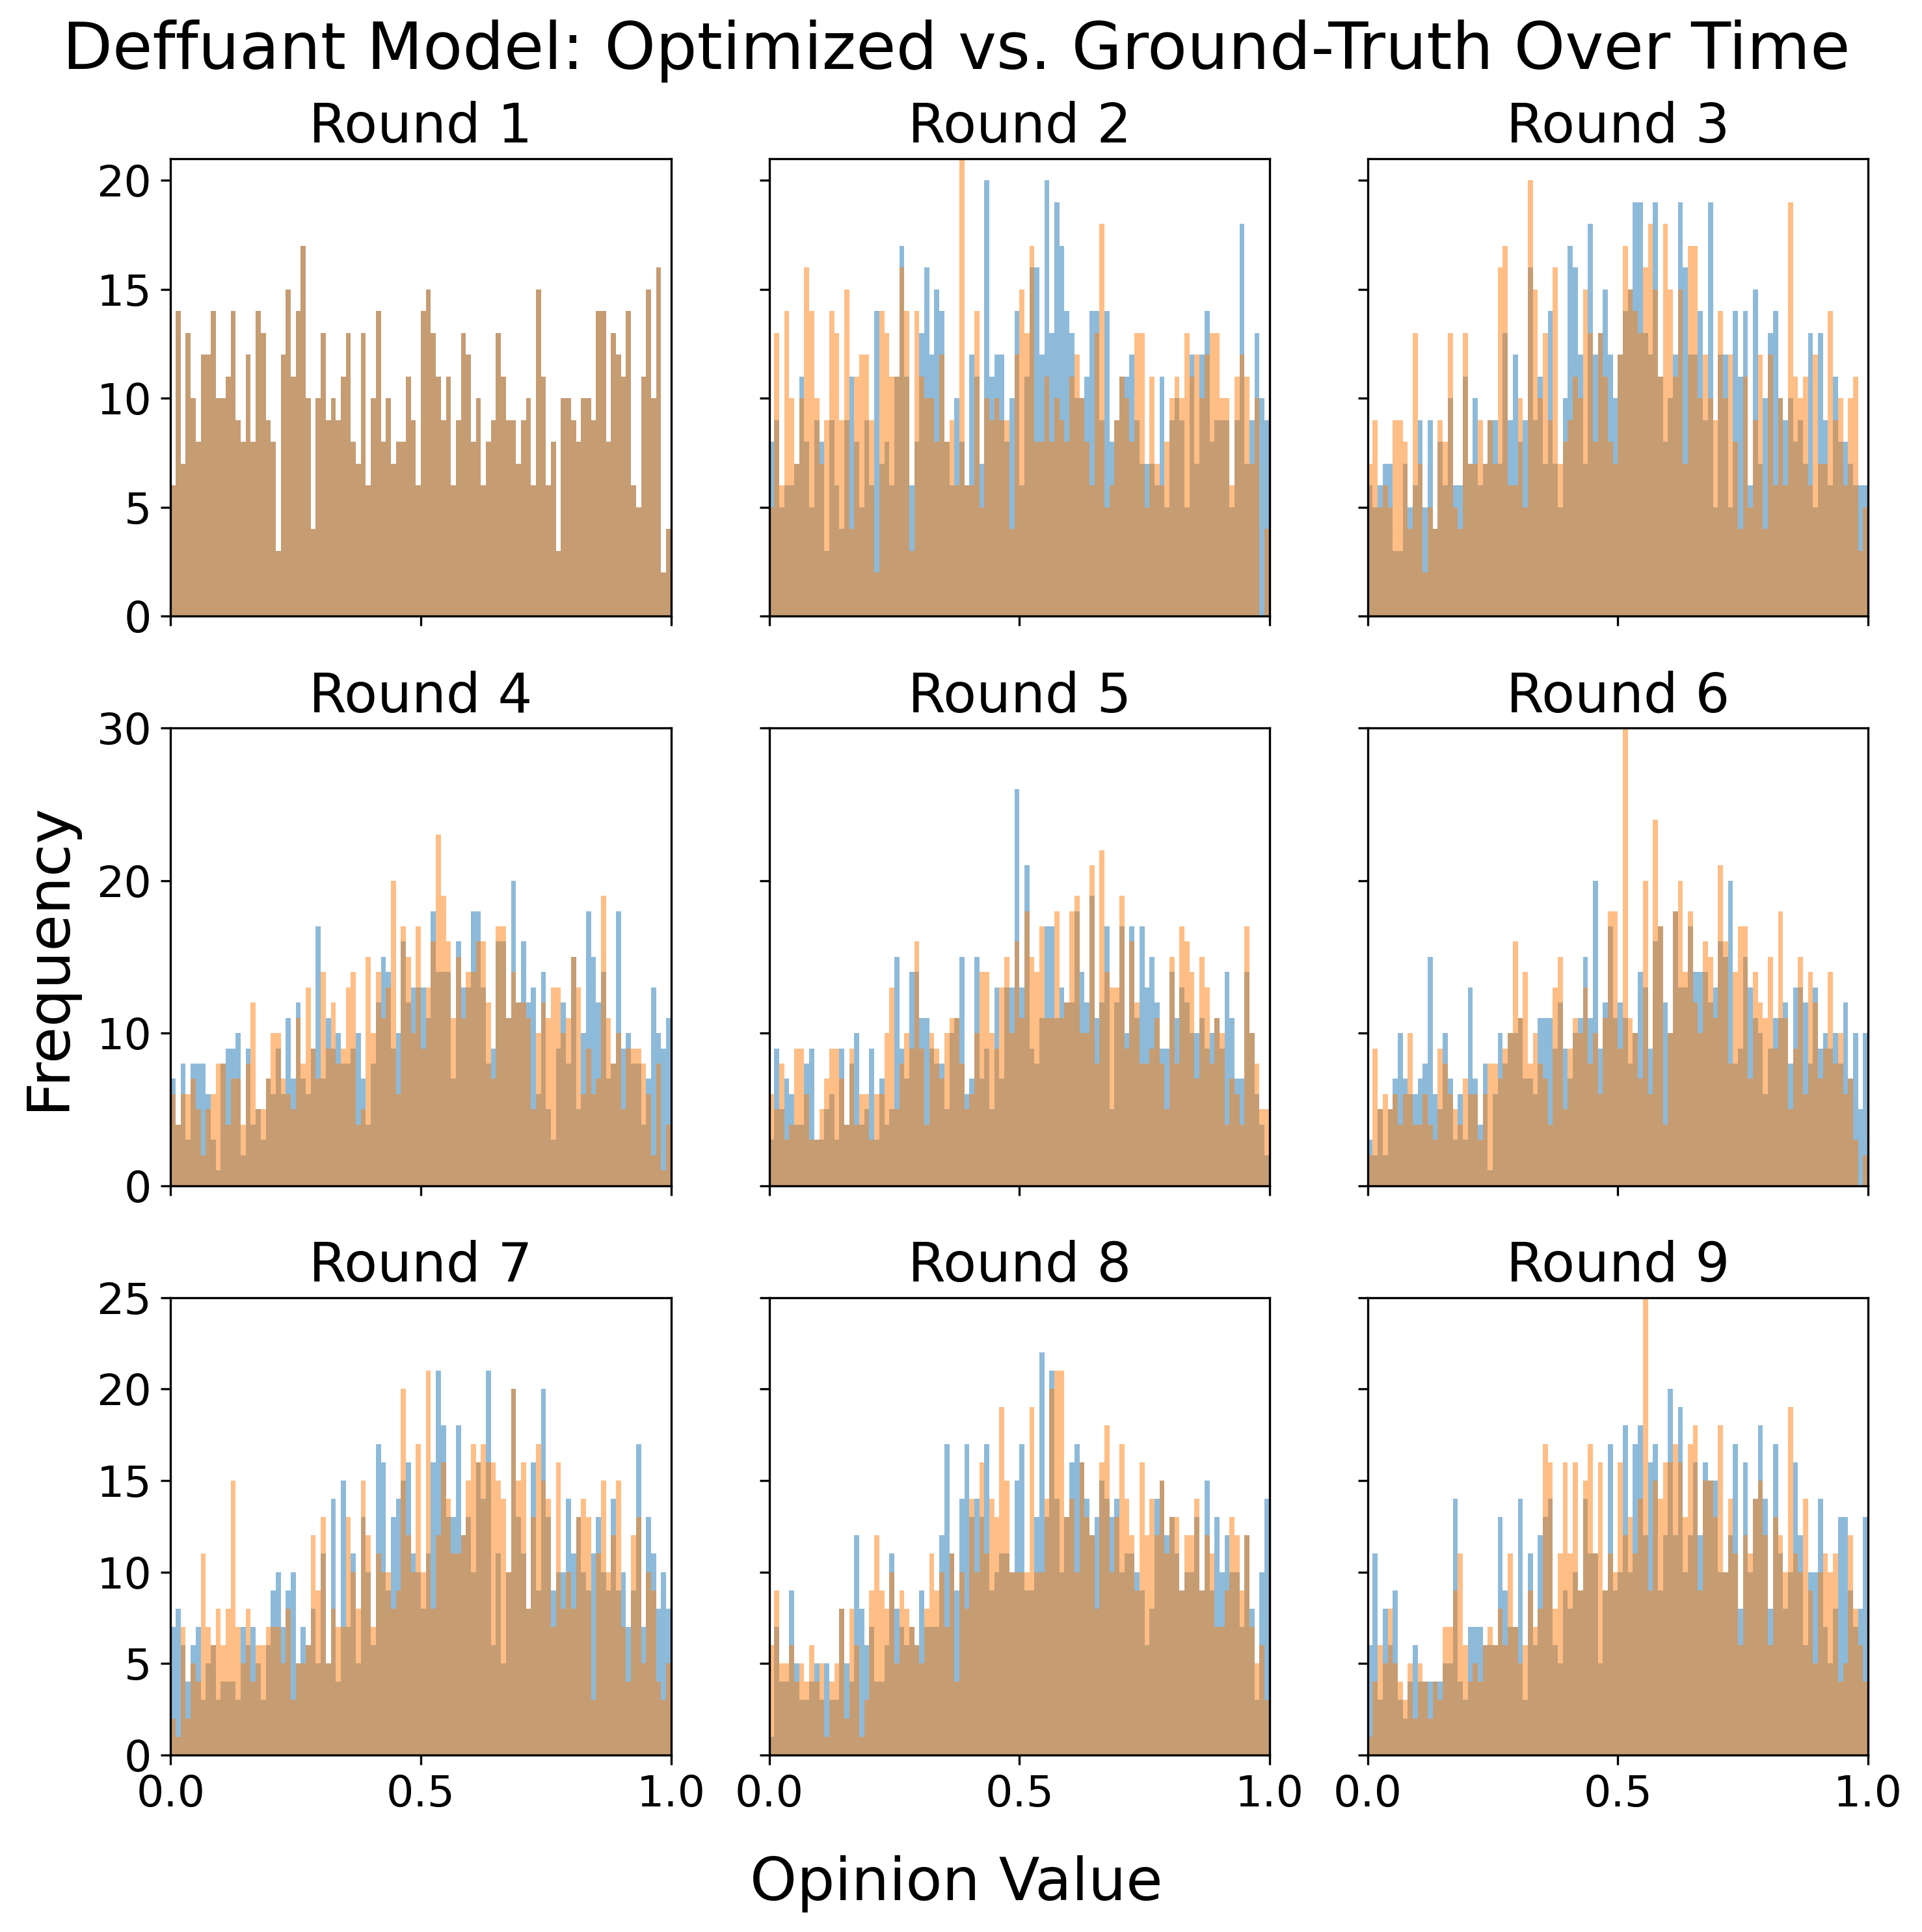 Deffuant Model: Optimized vs. Ground-Truth Over Time
Round 1
Round 2
Round 3
20
15
10
5
0
Round 4
Round 5
Round 6
30
20
10
0
Frequency
Round 7
Round 8
Round 9
25
20
15
10
5
0
0.0 0.5 1.0 0.0 0.5 1.0 0.0 0.5 1.0
Opinion Value